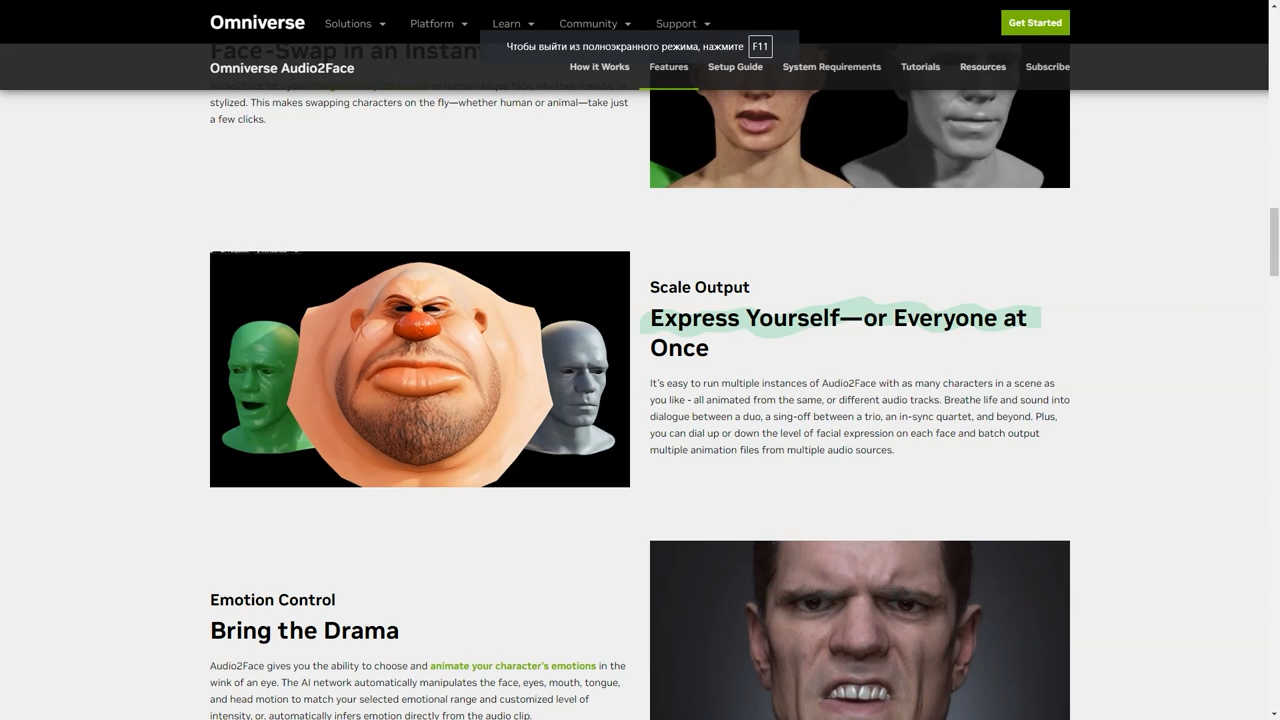 Omniverse
Solutions
Platform
Learn
Community
Support
Get Started
Чтобы выйти из полноэкранного режима, нажмите F11
Face-Swap in an Instant
Omniverse Audio2Face
How it Works
Features
Setup Guide
System Requirements
Tutorials
Resources
Subscribe
stylized. This makes swapping characters on the fly—whether human or animal—take just
a few clicks.
Scale Output
Express Yourself—or Everyone at
Once
It's easy to run multiple instances of Audio2Face with as many characters in a scene as
you like - all animated from the same, or different audio tracks. Breathe life and sound into
dialogue between a duo, a sing-off between a trio, an in-sync quartet, and beyond. Plus,
you can dial up or down the level of facial expression on each face and batch output
multiple animation files from multiple audio sources.
Emotion Control
Bring the Drama
Audio2Face gives you the ability to choose and animate your character's emotions in the
wink of an eye. The AI network automatically manipulates the face, eyes, mouth, tongue,
and head motion to match your selected emotional range and customized level of
intensity, or, automatically infers emotion directly from the audio clip.